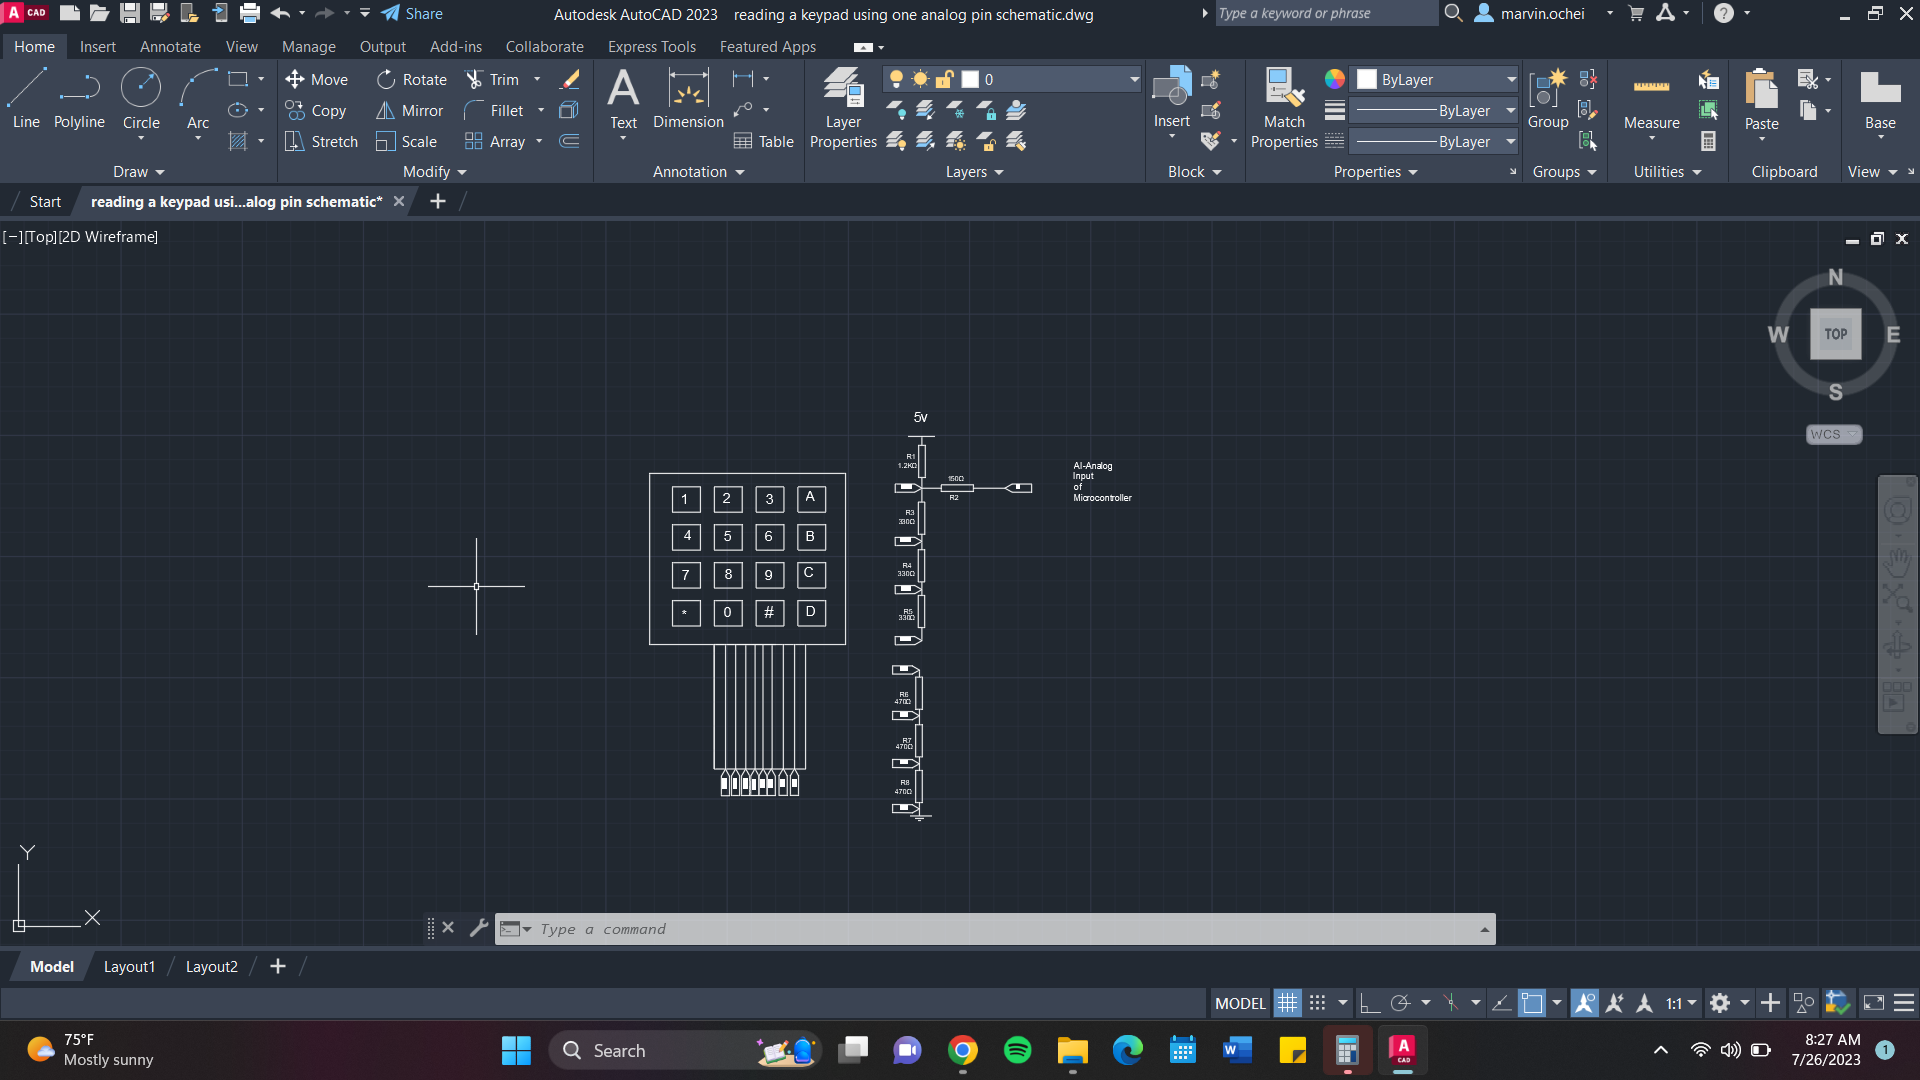 A CAD
Share
Autodesk AutoCAD 2023 reading a keypad using one analog pin schematic.dwg
Type a keyword or phrase
marvin.ochei
Home Insert Annotate View Manage Output Add-ins Collaborate Express Tools Featured Apps
Line Polyline Circle Arc
Move Rotate Trim
Copy Mirror Fillet
Stretch Scale Array
Text Dimension Table
Layer Properties
0
Insert
Match Properties
ByLayer
ByLayer
ByLayer
Group
Measure
Paste
Base
Draw Modify Annotation Layers Block Properties Groups Utilities Clipboard View
Start reading a keypad usi...alog pin schematic*
[−][Top][2D Wireframe]
N
W TOP E
S
WCS
5v
R1
1.2KΩ
150Ω
R2
AI-Analog
Input
of
Microcontroller
1 2 3 A
4 5 6 B
7 8 9 C
* 0 # D
R3
330Ω
R4
330Ω
R5
330Ω
R6
470Ω
R7
470Ω
R8
470Ω
Y
X
Type a command
Model Layout1 Layout2
MODEL
1:1
75°F
Mostly sunny
Search
W
A CAD
8:27 AM
7/26/2023
1